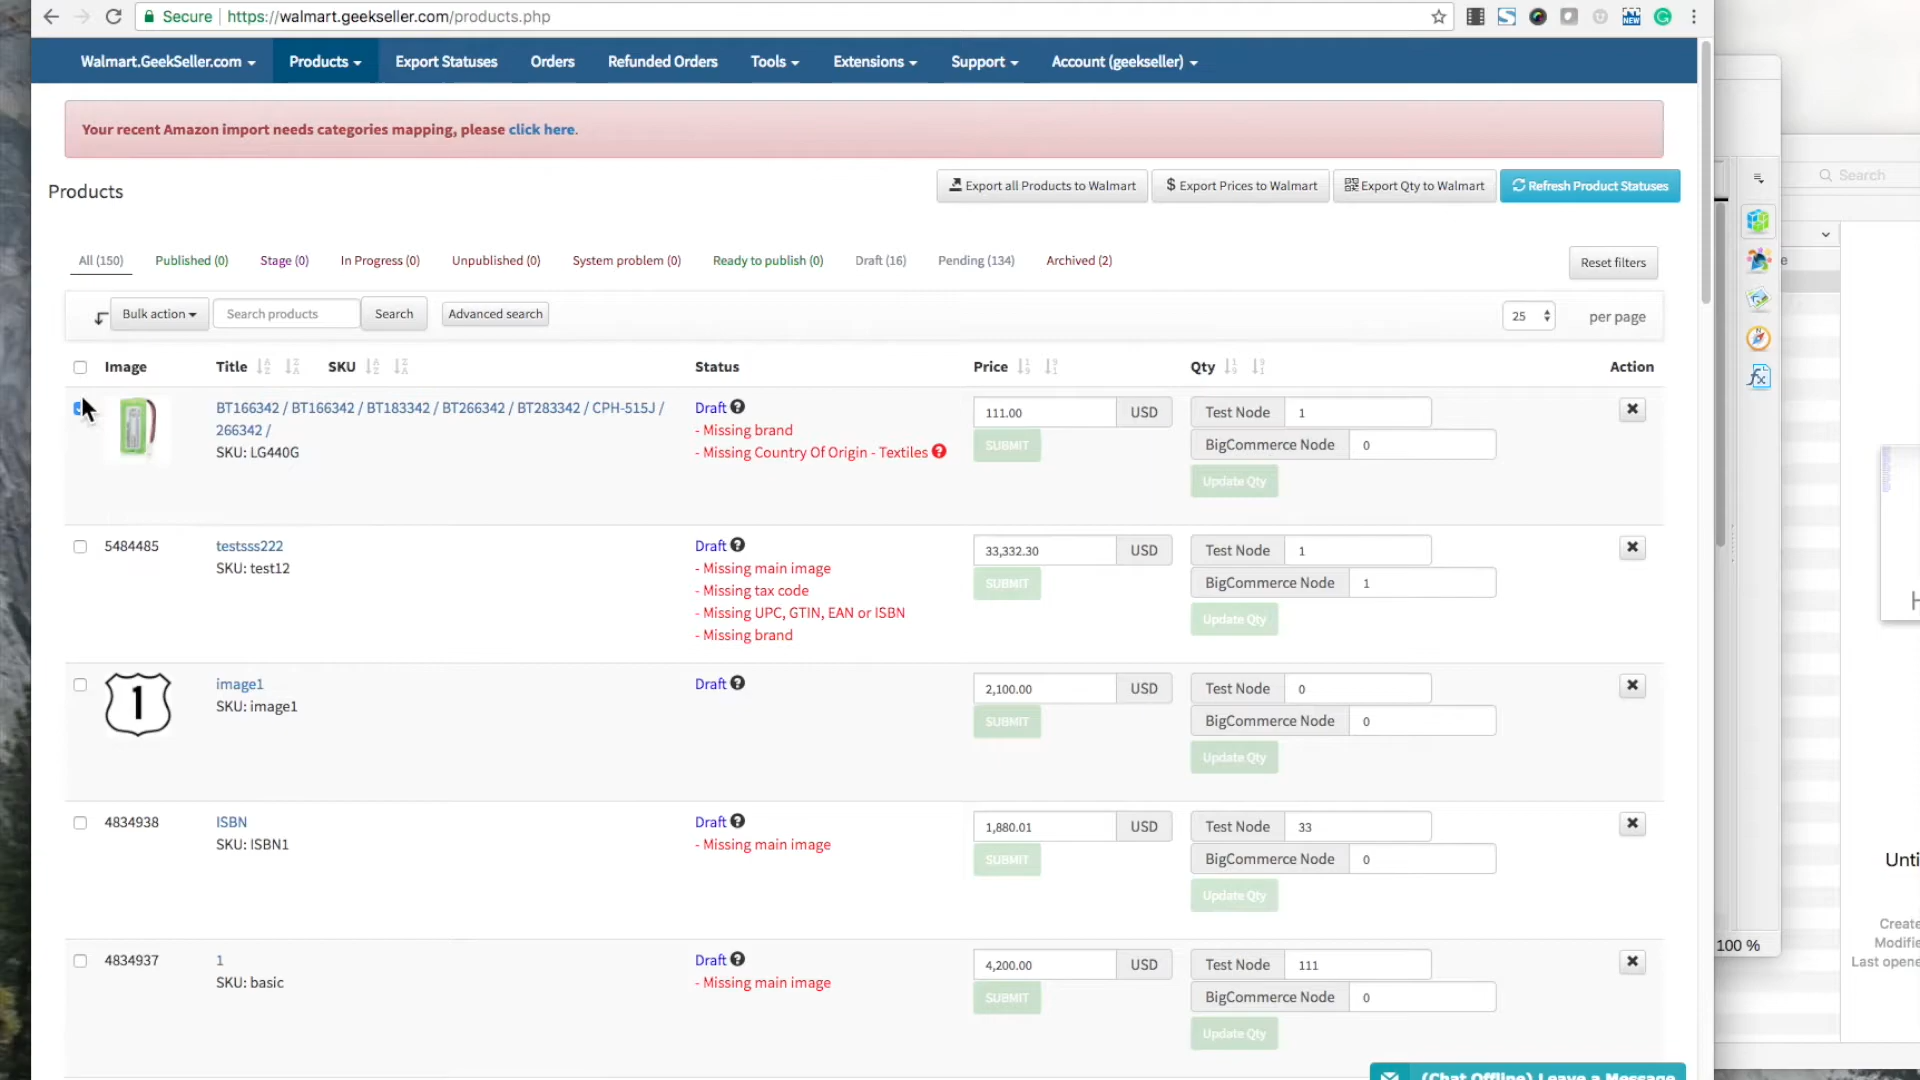 Secure https://walmart.geekseller.com/products.php
NEW
Walmart.GeekSeller.com Products Export Statuses Orders Refunded Orders Tools Extensions Support Account (geekseller)
Your recent Amazon import needs categories mapping, please click here.
Products
Export all Products to Walmart $ Export Prices to Walmart Export Qty to Walmart Refresh Product Statuses
Search
All (150) Published (0) Stage (0) In Progress (0) Unpublished (0) System problem (0) Ready to publish (0) Draft (16) Pending (134) Archived (2) Reset filters
Bulk action Search products Search Advanced search 25 per page
Image Title SKU Status Price Qty Action
BT166342 / BT166342 / BT183342 / BT266342 / BT283342 / CPH-515J /
266342 /
SKU: LG440G
Draft
- Missing brand
- Missing Country Of Origin - Textiles
111.00 USD
SUBMIT
Test Node 1
BigCommerce Node 0
Update Qty
5484485
testsss222
SKU: test12
Draft
- Missing main image
- Missing tax code
- Missing UPC, GTIN, EAN or ISBN
- Missing brand
33,332.30 USD
SUBMIT
Test Node 1
BigCommerce Node 1
Update Qty
1
image1
SKU: image1
Draft
2,100.00 USD
SUBMIT
Test Node 0
BigCommerce Node 0
Update Qty
4834938
ISBN
SKU: ISBN1
Draft
- Missing main image
1,880.01 USD
SUBMIT
Test Node 33
BigCommerce Node 0
Update Qty
4834937
1
SKU: basic
Draft
- Missing main image
4,200.00 USD
SUBMIT
Test Node 111
BigCommerce Node 0
Update Qty
(Chat Offline) Leave a Message
100 %
Unti
Create
Modifie
Last opene